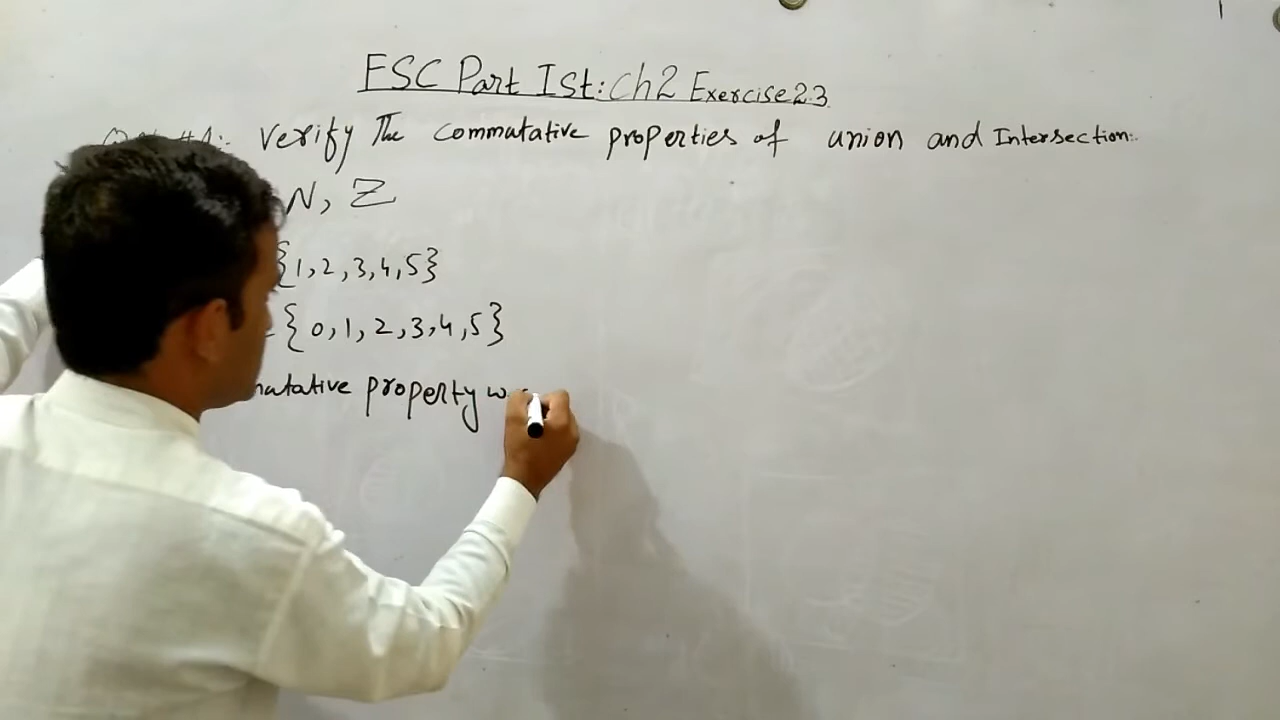 FSC Part Ist: Ch2 Exercise 2.3
Verify The commutative properties of union and Intersection:.
N, Z
{1,2,3,4,5}
= { 0,1,2,3,4,5}
property